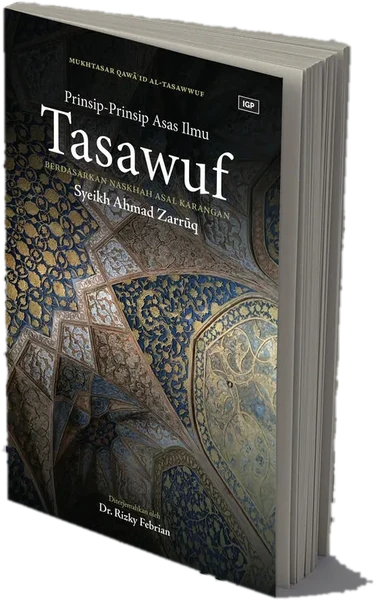 MUKHTASAR QAWĀ'ID AL-TASAWWUF
IGP
Prinsip-Prinsip Asas Ilmu
Tasawuf
BERDASARKAN NASKHAH ASAL KARANGAN
Syeikh Ahmad Zarrūq
Diterjemahkan oleh
Dr. Rizky Febrian